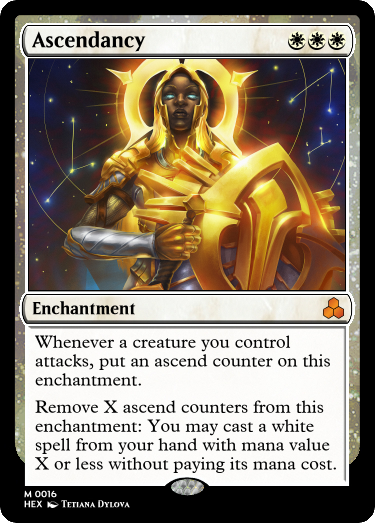 Ascendancy
Enchantment
Whenever a creature you control
attacks, put an ascend counter on this
enchantment.
Remove X ascend counters from this
enchantment: You may cast a white
spell from your hand with mana value
X or less without paying its mana cost.
M 0016
HEX Tetiana Dylova